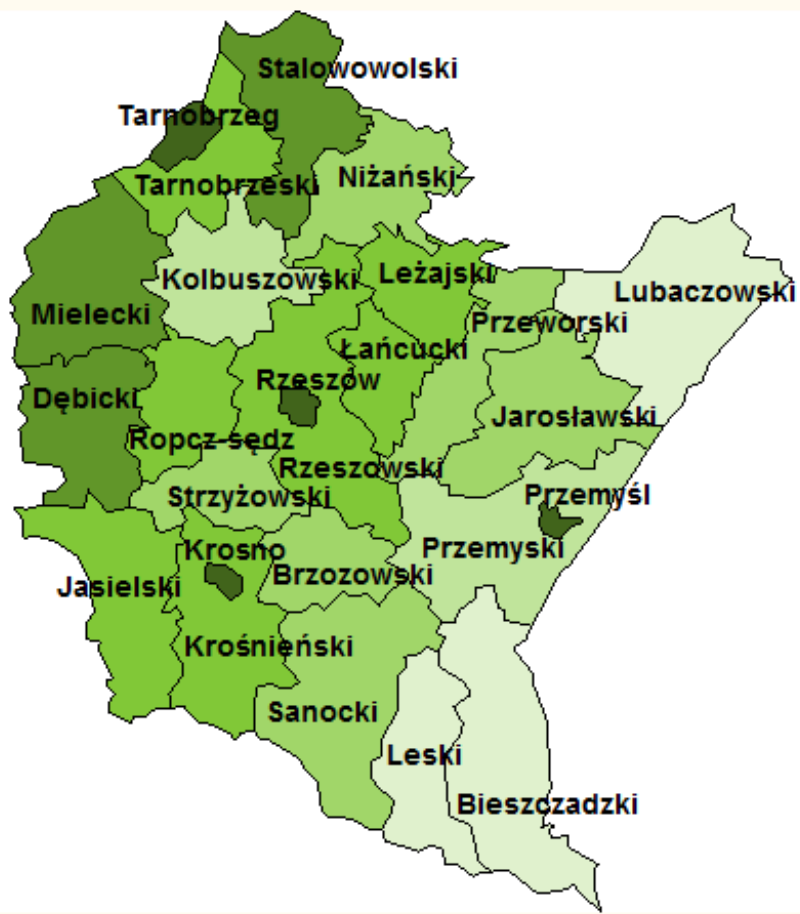 Stalowowolski
Tarnobrzeg
Tarnobrzeski
Niżański
Kolbuszowski
Leżajski
Lubaczowski
Mielecki
Przeworski
Łańcucki
Rzeszów
Dębicki
Jarosławski
Ropcz-sędz
Rzeszowski
Strzyżowski
Przemyśl
Krosno
Przemyski
Jasielski
Brzozowski
Krośnieński
Sanocki
Leski
Bieszczadzki